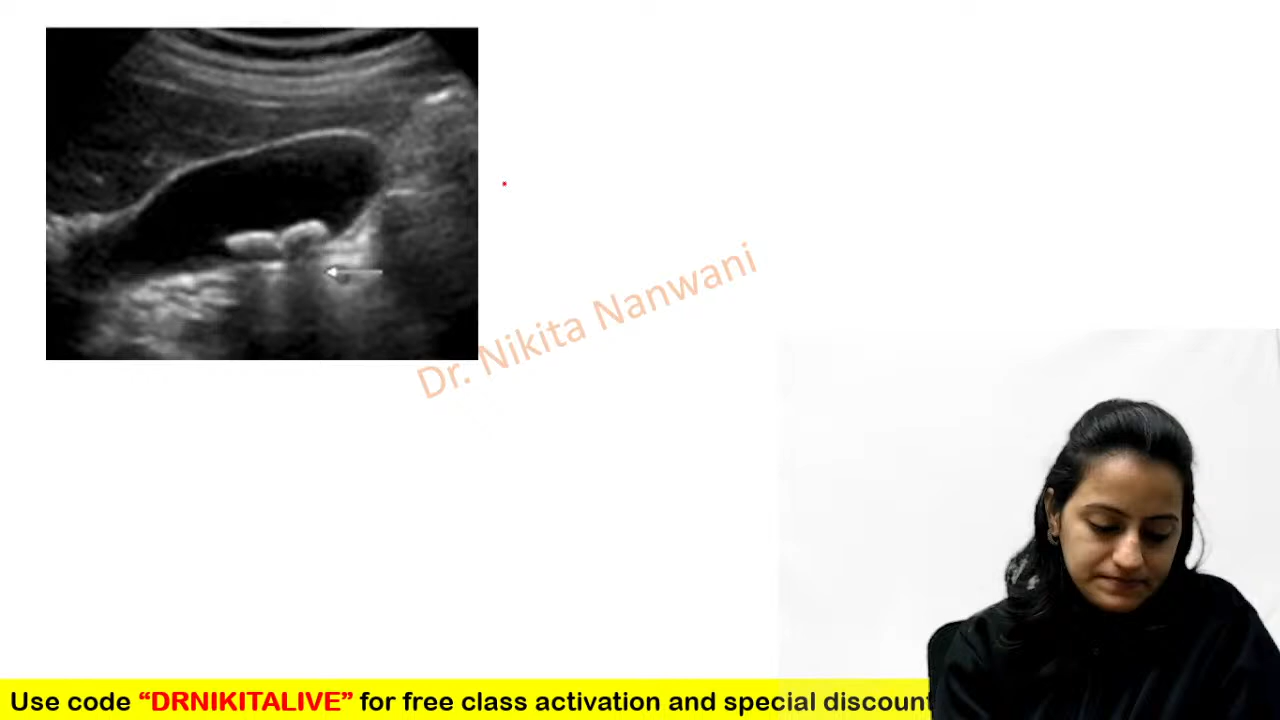 Dr. Nikita Nanwani
Use code “DRNIKITALIVE” for free class activation and special discount